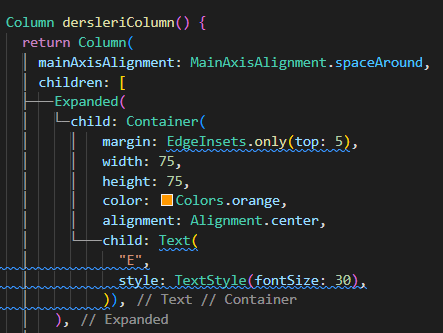 Column dersleriColumn() {
return Column(
mainAxisAlignment: MainAxisAlignment.spaceAround,
children: [
Expanded(
child: Container(
margin: EdgeInsets.only(top: 5),
width: 75,
height: 75,
color: Colors.orange,
alignment: Alignment.center,
child: Text(
"E",
style: TextStyle(fontSize: 30),
)), // Text // Container
), // Expanded